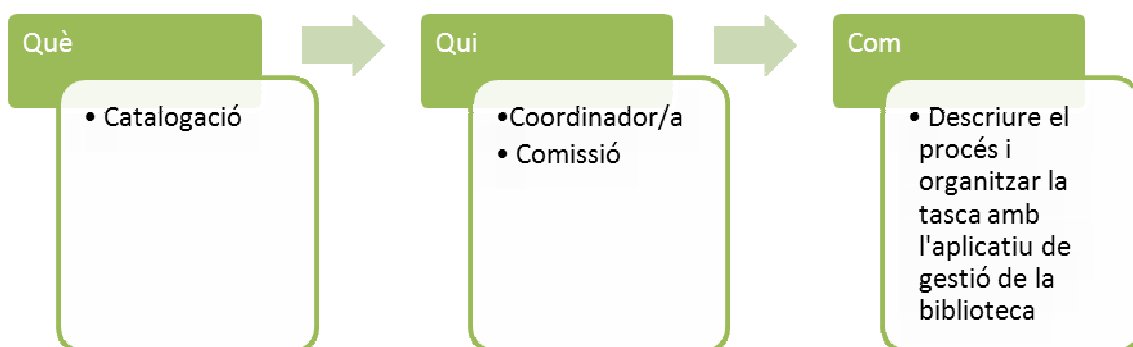 Què
• Catalogació
Qui
•Coordinador/a
• Comissió
Com
• Descriure el
procés i
organitzar la
tasca amb
l'aplicatiu de
gestió de la
biblioteca